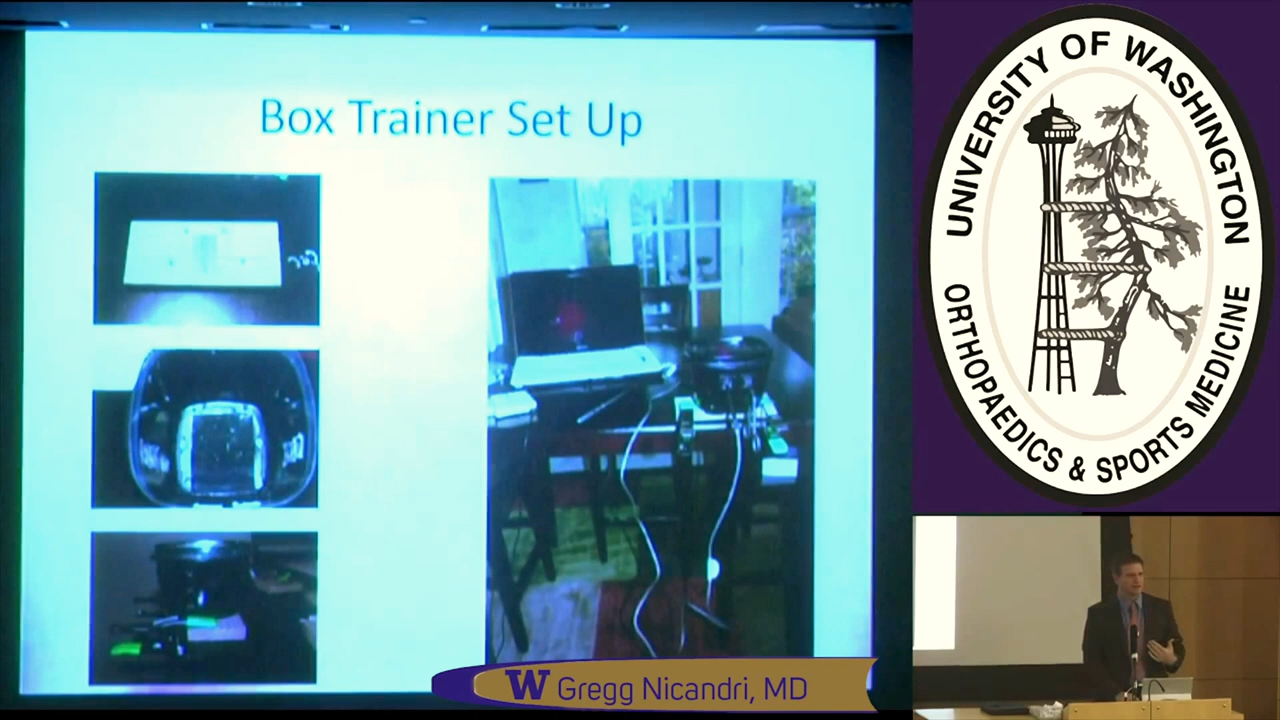 Box Trainer Set Up
UNIVERSITY OF WASHINGTON
ORTHOPAEDICS & SPORTS MEDICINE
W Gregg Nicandri, MD